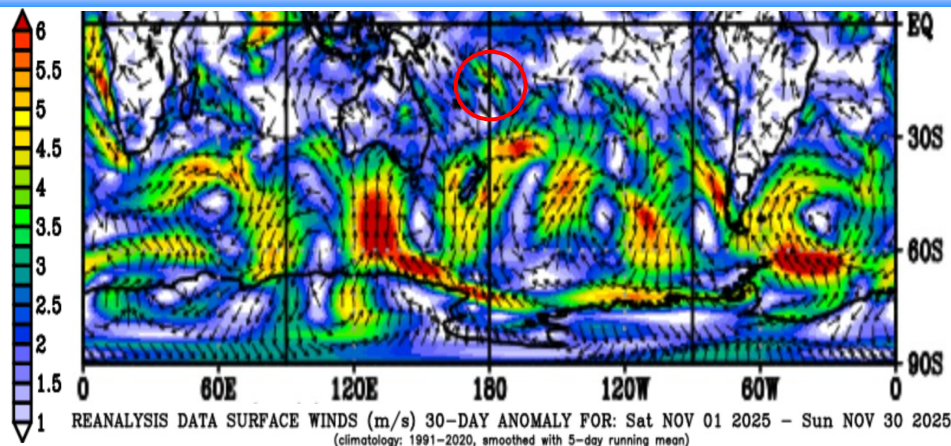 6
5.5
5
4.5
4
3.5
3
2.5
2
1.5
1
EQ
30S
60S
90S
0 60E 120E 180 120W 60W 0
REANALYSIS DATA SURFACE WINDS (m/s) 30-DAY ANOMALY FOR: Sat NOV 01 2025 - Sun NOV 30 2025
(climatology: 1991-2020, smoothed with 5-day running mean)